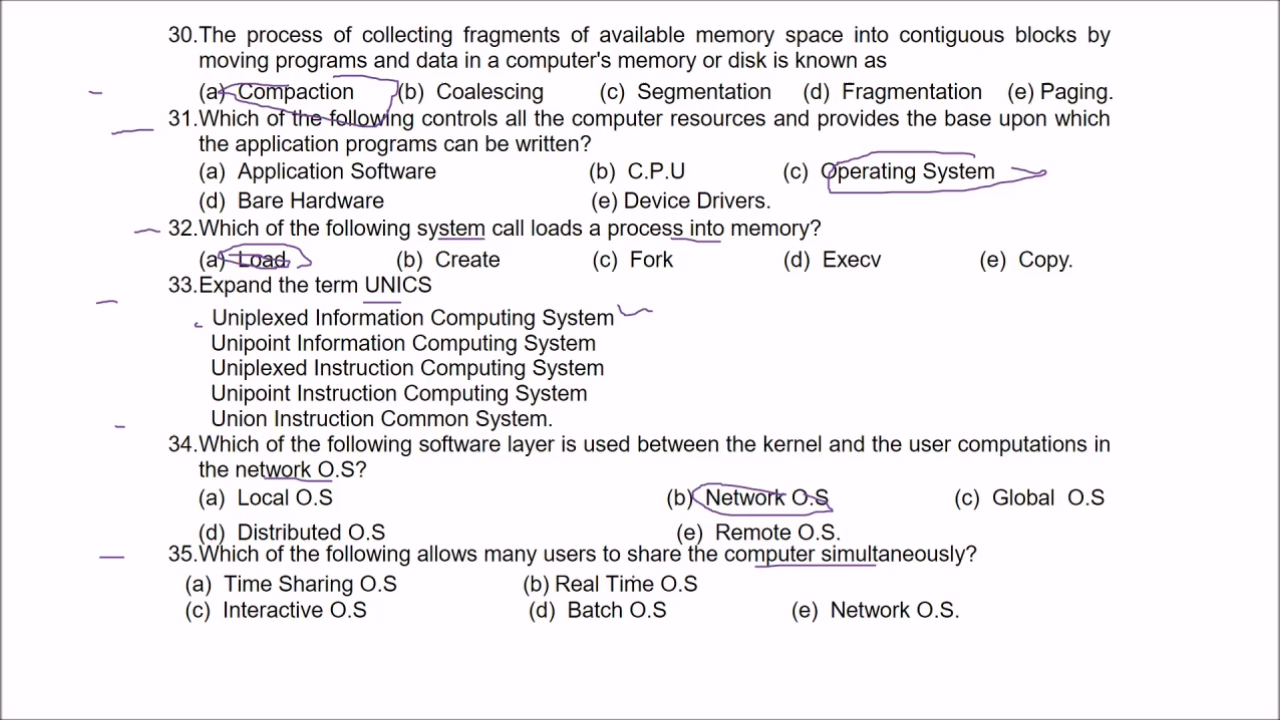 30.The process of collecting fragments of available memory space into contiguous blocks by
moving programs and data in a computer's memory or disk is known as
(a) Compaction (b) Coalescing (c) Segmentation (d) Fragmentation (e) Paging.
31.Which of the following controls all the computer resources and provides the base upon which
the application programs can be written?
(a) Application Software (b) C.P.U (c) Operating System
(d) Bare Hardware (e) Device Drivers.
32.Which of the following system call loads a process into memory?
(a) Load (b) Create (c) Fork (d) Execv (e) Copy.
33.Expand the term UNICS
Uniplexed Information Computing System
Unipoint Information Computing System
Uniplexed Instruction Computing System
Unipoint Instruction Computing System
Union Instruction Common System.
34.Which of the following software layer is used between the kernel and the user computations in
the network O.S?
(a) Local O.S (b) Network O.S (c) Global O.S
(d) Distributed O.S (e) Remote O.S.
35.Which of the following allows many users to share the computer simultaneously?
(a) Time Sharing O.S (b) Real Time O.S
(c) Interactive O.S (d) Batch O.S (e) Network O.S.